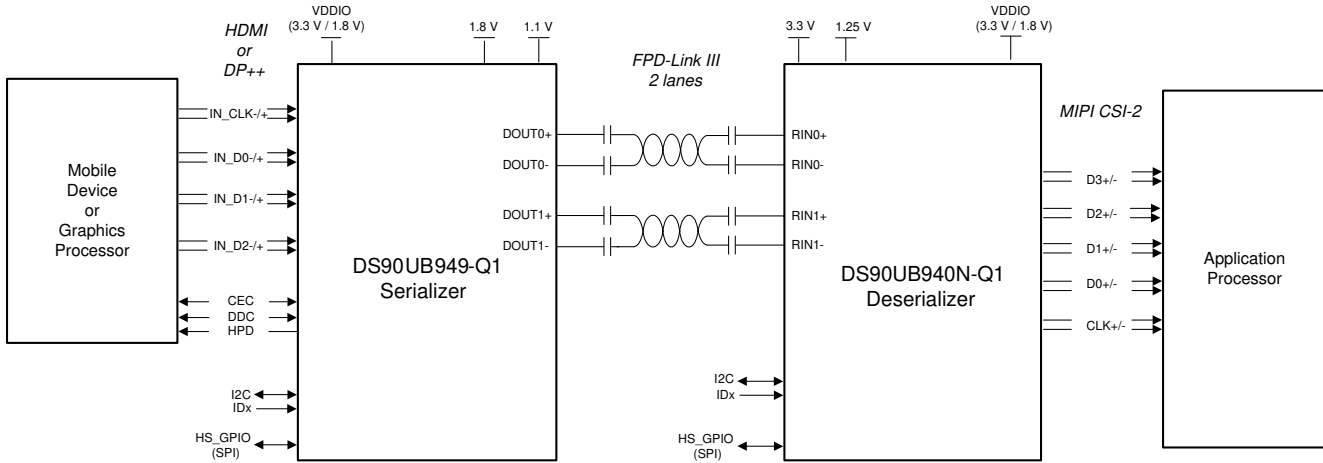 HDMI
or
DP++
VDDIO
(3.3 V / 1.8 V)
1.8 V
1.1 V
FPD-Link III
2 lanes
3.3 V
1.25 V
VDDIO
(3.3 V / 1.8 V)
MIPI CSI-2
Mobile
Device
or
Graphics
Processor
IN_CLK-/+
IN_D0-/+
IN_D1-/+
IN_D2-/+
CEC
DDC
HPD
I2C
IDx
HS_GPIO
(SPI)
DS90UB949-Q1
Serializer
DOUT0+
DOUT0-
DOUT1+
DOUT1-
RIN0+
RIN0-
RIN1+
RIN1-
DS90UB940N-Q1
Deserializer
I2C
IDx
HS_GPIO
(SPI)
D3+/-
D2+/-
D1+/-
D0+/-
CLK+/-
Application
Processor